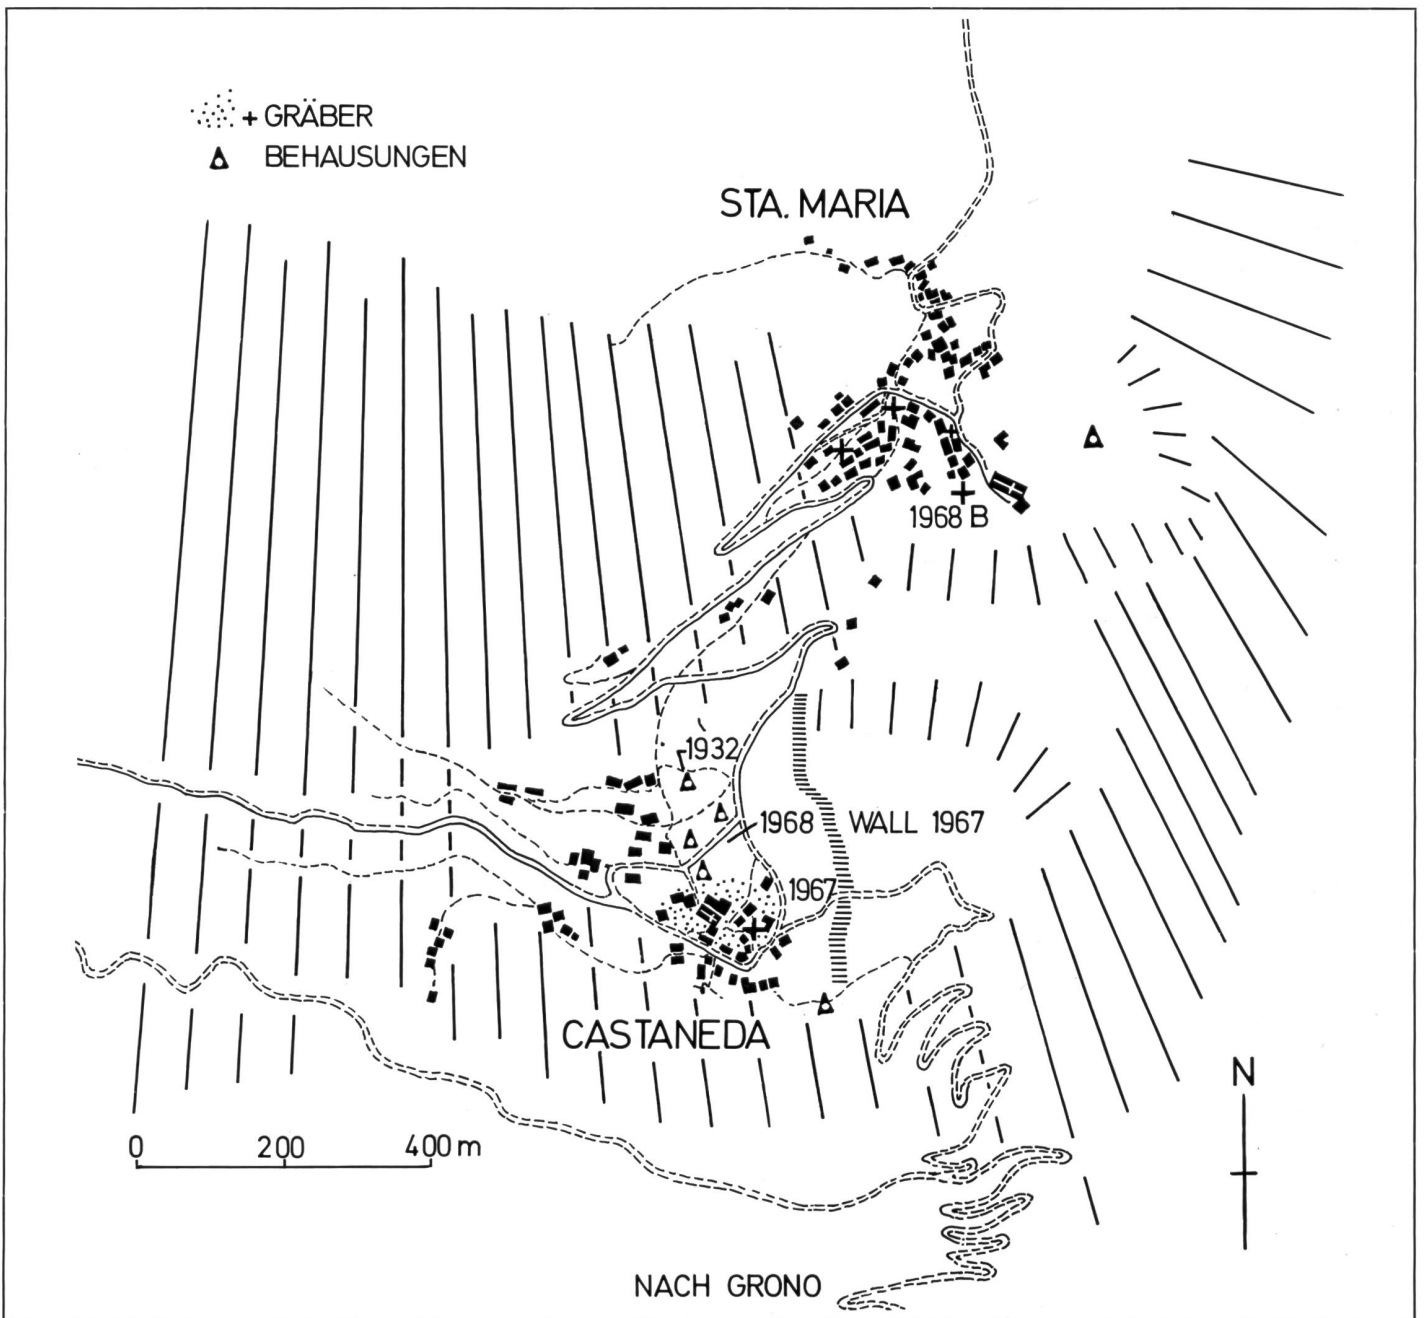 + GRÄBER
BEHAUSUNGEN
STA. MARIA
1968 B
1932
1968
WALL 1967
1967
CASTANEDA
N
0 200 400 m
NACH GRONO